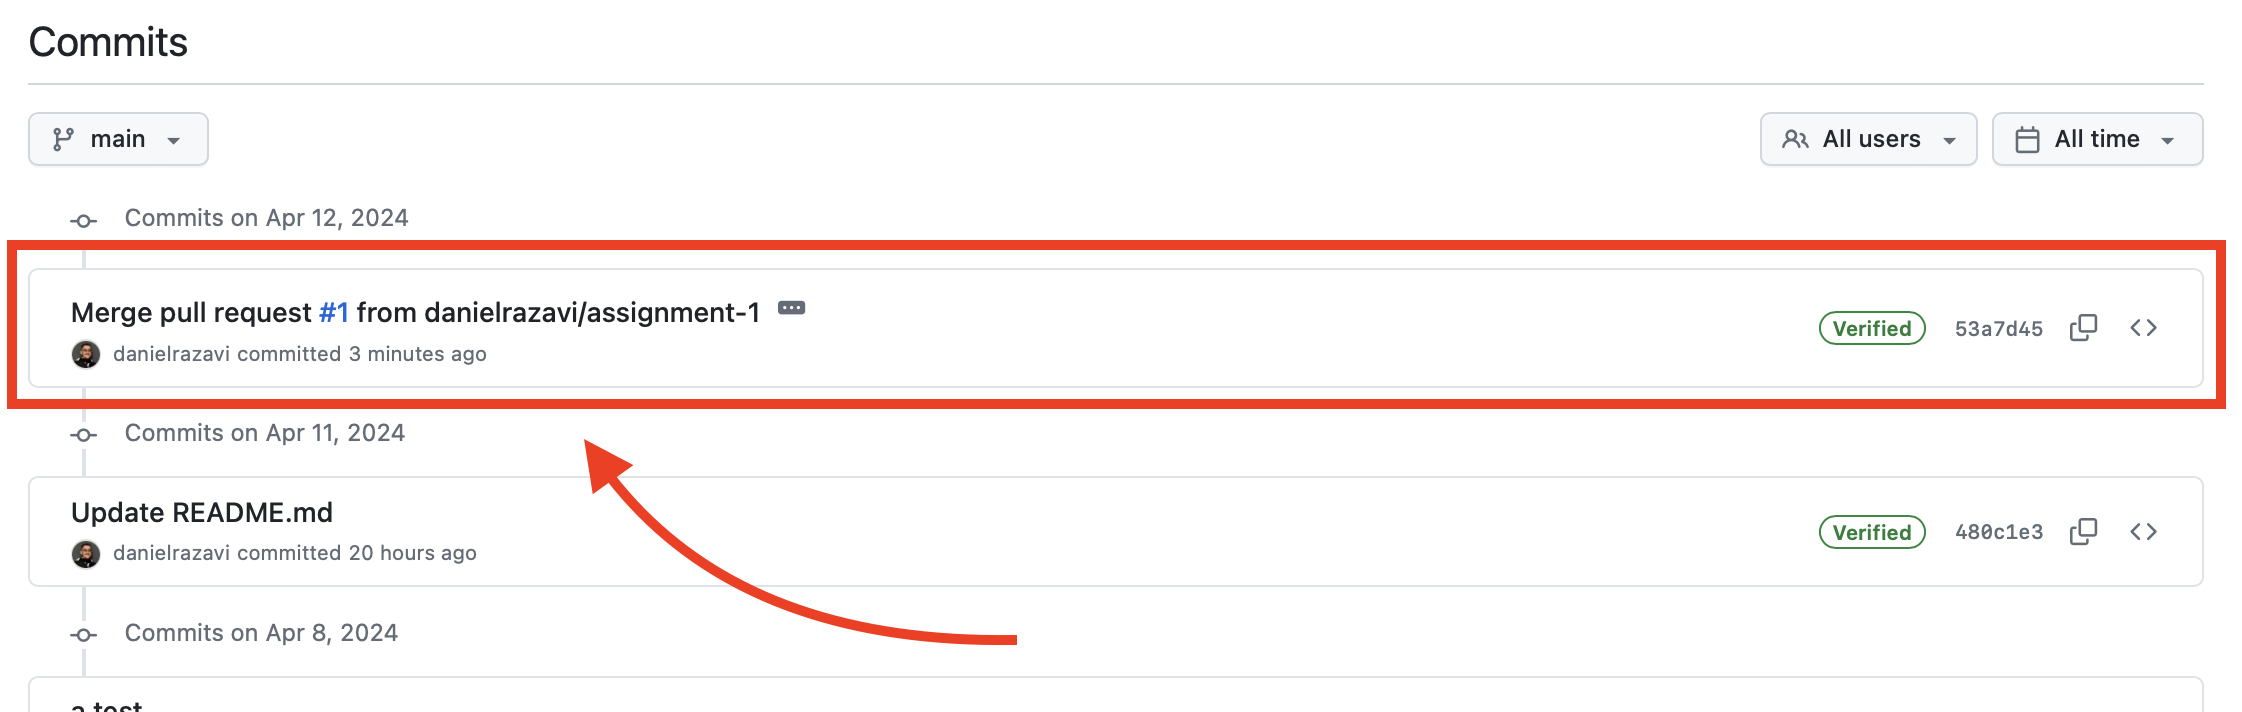 Commits
main
All users
All time
Commits on Apr 12, 2024
Merge pull request #1 from danielrazavi/assignment-1
Verified
53a7d45
danielrazavi committed 3 minutes ago
Commits on Apr 11, 2024
Update README.md
Verified
480c1e3
danielrazavi committed 20 hours ago
Commits on Apr 8, 2024
a test